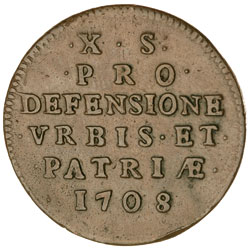 X · S ·
· PRO ·
DEFENSIONE
VRBIS · ET
PATRIÆ ·
· 1708 ·